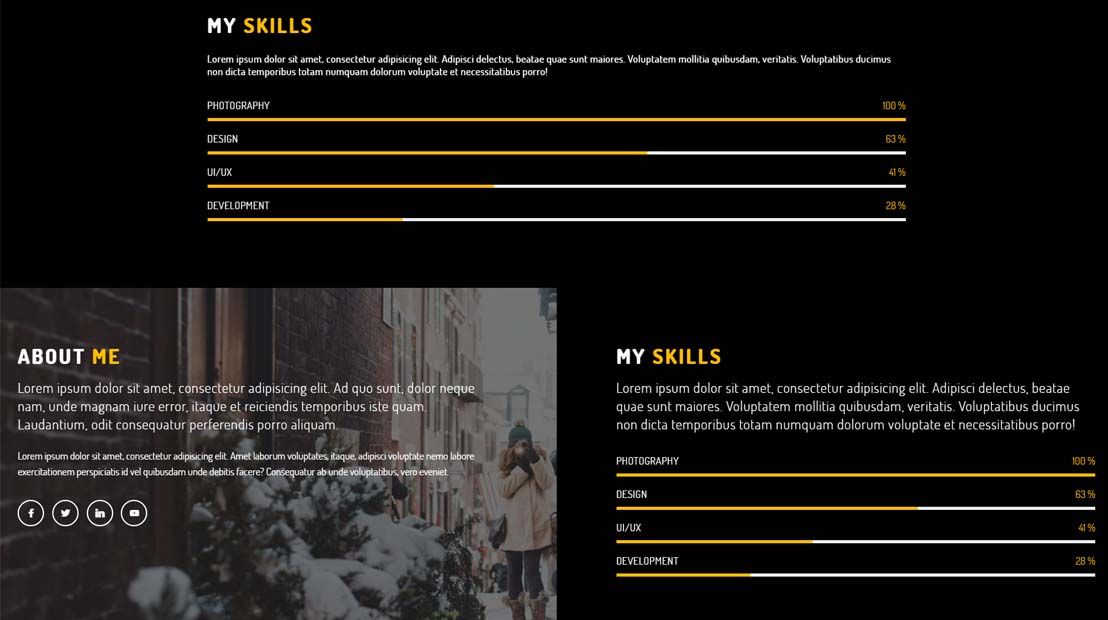 MY SKILLS
Lorem ipsum dolor sit amet, consectetur adipisicing elit. Adipisci delectus, beatae quae sunt maiores. Voluptatem mollitia quibusdam, veritatis. Voluptatibus ducimus
non dicta temporibus totam numquam dolorum voluptate et necessitatibus porro!
PHOTOGRAPHY 100 %
DESIGN 63 %
UI/UX 41 %
DEVELOPMENT 28 %
ABOUT ME
Lorem ipsum dolor sit amet, consectetur adipisicing elit. Ad quo sunt, dolor neque
nam, unde magnam iure error, itaque et reiciendis temporibus iste quam.
Laudantium, odit consequatur perferendis porro aliquam.
Lorem ipsum dolor sit amet, consectetur adipisicing elit. Amet laborum voluptates, itaque, adipisci voluptate nemo labore
exercitationem perspiciatis id vel quibusdam unde debitis facere? Consequatur ab unde voluptatibus, vero eveniet.
MY SKILLS
Lorem ipsum dolor sit amet, consectetur adipisicing elit. Adipisci delectus, beatae
quae sunt maiores. Voluptatem mollitia quibusdam, veritatis. Voluptatibus ducimus
non dicta temporibus totam numquam dolorum voluptate et necessitatibus porro!
PHOTOGRAPHY 100 %
DESIGN 63 %
UI/UX 41 %
DEVELOPMENT 28 %